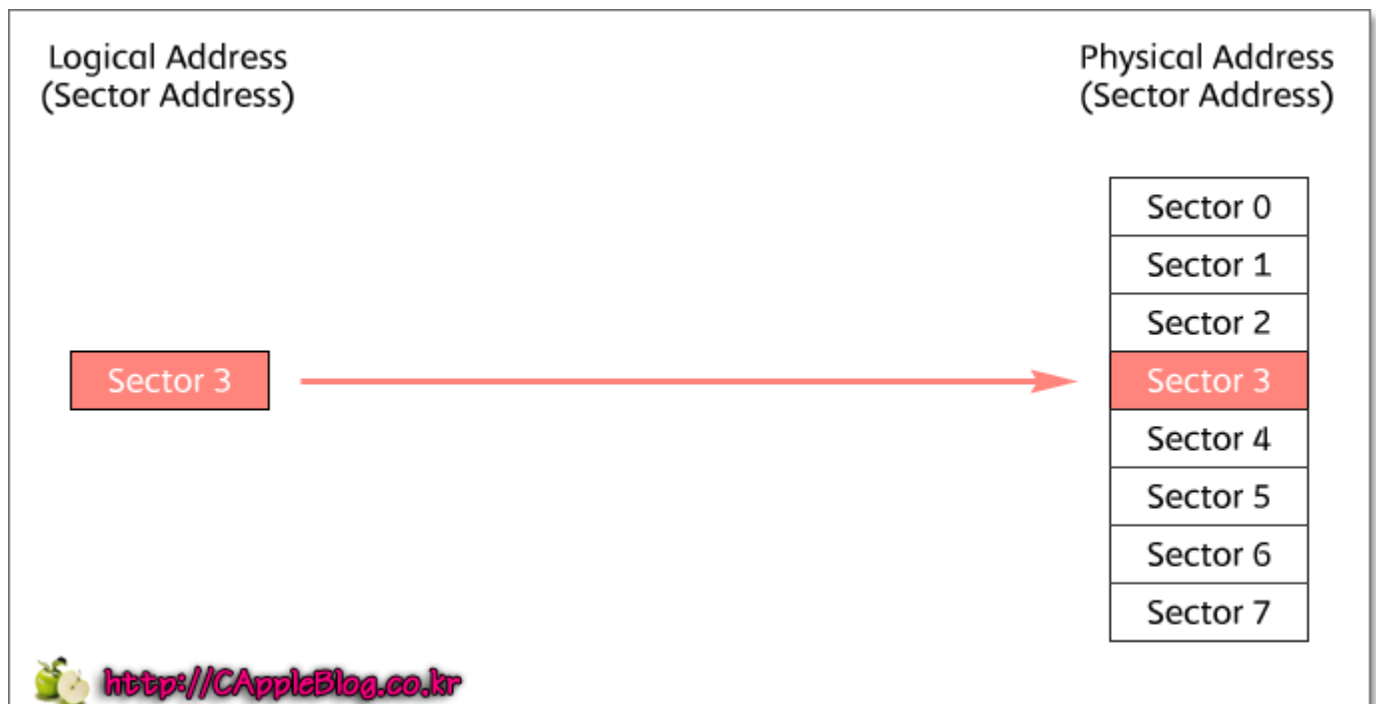 Logical Address
(Sector Address)
Physical Address
(Sector Address)
Sector 0
Sector 1
Sector 2
Sector 3
Sector 3
Sector 4
Sector 5
Sector 6
Sector 7
http://CAppleBlog.co.kr